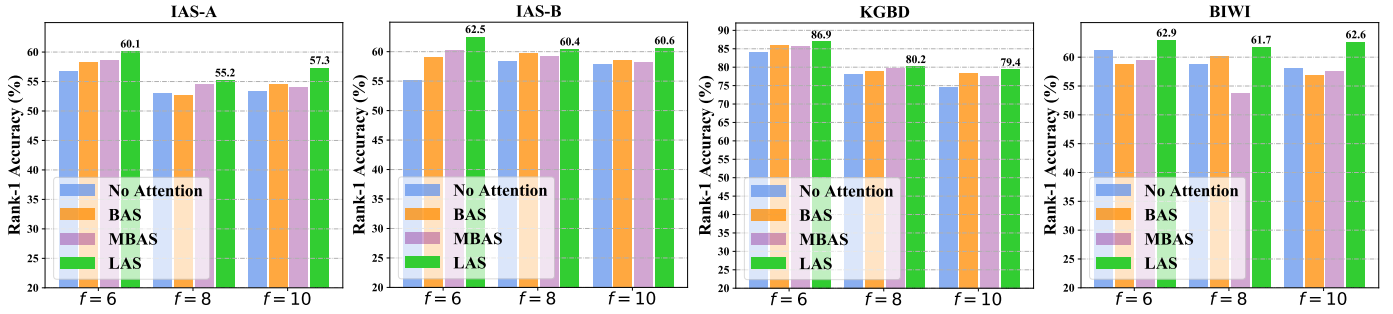 IAS-A
Rank-1 Accuracy (%)
60
55
50
45
40
35
30
25
20
60.1
55.2
57.3
No Attention
BAS
MBAS
LAS
f = 6
f = 8
f = 10
IAS-B
Rank-1 Accuracy (%)
60
55
50
45
40
35
30
25
20
62.5
60.4
60.6
No Attention
BAS
MBAS
LAS
f = 6
f = 8
f = 10
KGBD
Rank-1 Accuracy (%)
90
85
80
75
70
65
60
55
50
45
40
35
30
25
20
86.9
80.2
79.4
No Attention
BAS
MBAS
LAS
f = 6
f = 8
f = 10
BIWI
Rank-1 Accuracy (%)
60
55
50
45
40
35
30
25
20
62.9
61.7
62.6
No Attention
BAS
MBAS
LAS
f = 6
f = 8
f = 10